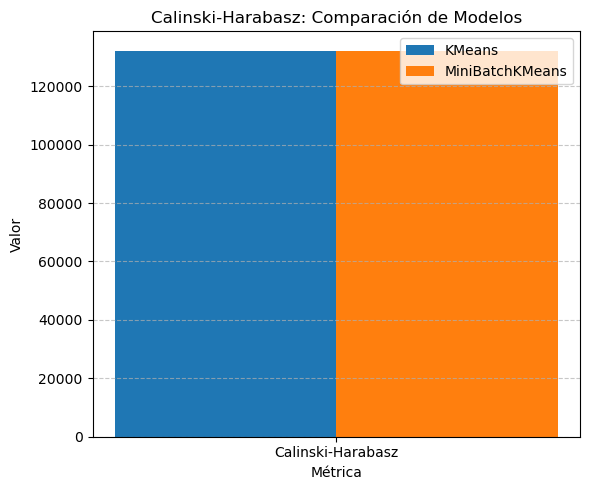 Calinski-Harabasz: Comparación de Modelos
KMeans
MiniBatchKMeans
120000
100000
80000
60000
40000
20000
0
Valor
Calinski-Harabasz
Métrica